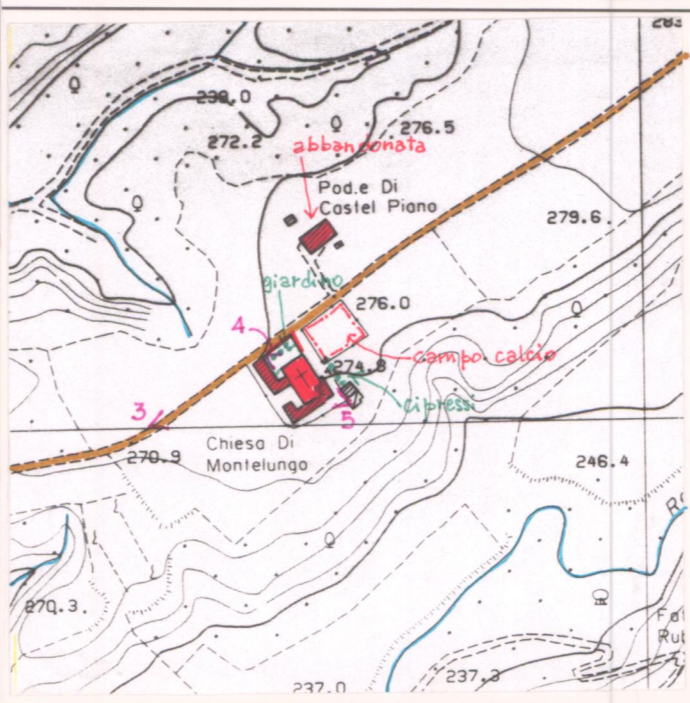 239.0
272.2
276.5
abbandonata
Pod.e Di
Castel Piano
279.6.
giardino
276.0
4
campo calcio
274.8
cipressi
3
5
Chiesa Di
Montelungo
270.9
246.4
270.3.
237.3
237.0